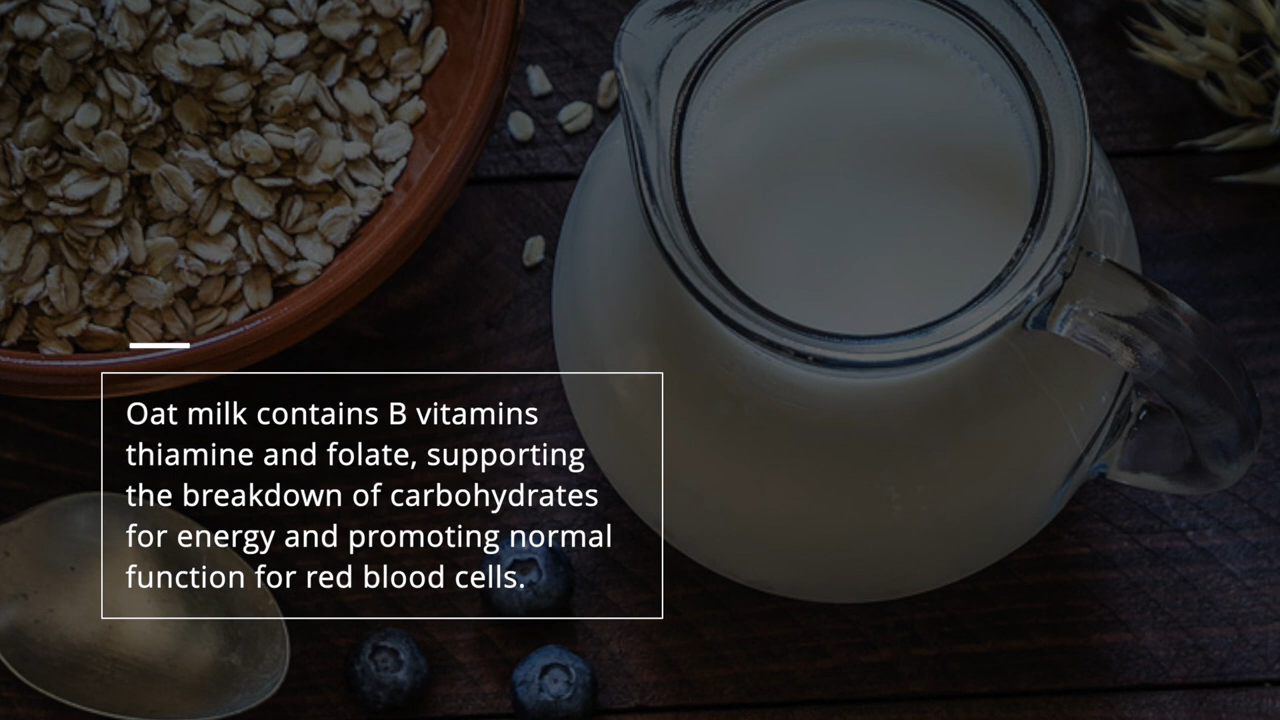 Oat milk contains B vitamins
thiamine and folate, supporting
the breakdown of carbohydrates
for energy and promoting normal
function for red blood cells.